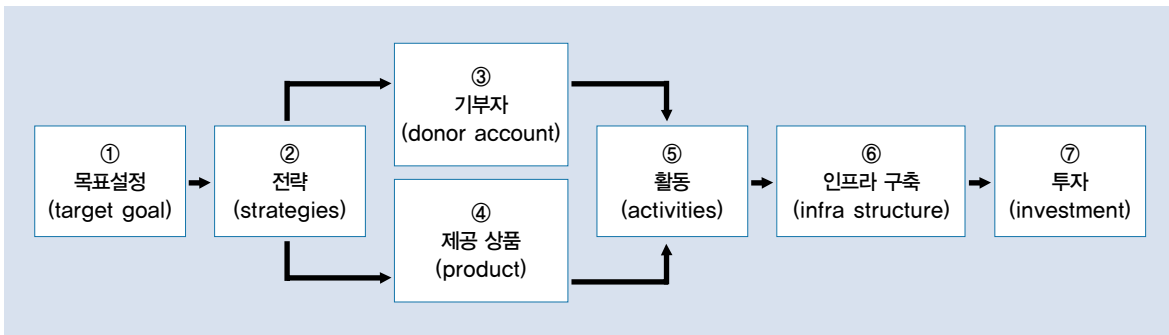 ①
목표설정
(target goal)
②
전략
(strategies)
③
기부자
(donor account)
④
제공 상품
(product)
⑤
활동
(activities)
⑥
인프라 구축
(infra structure)
⑦
투자
(investment)